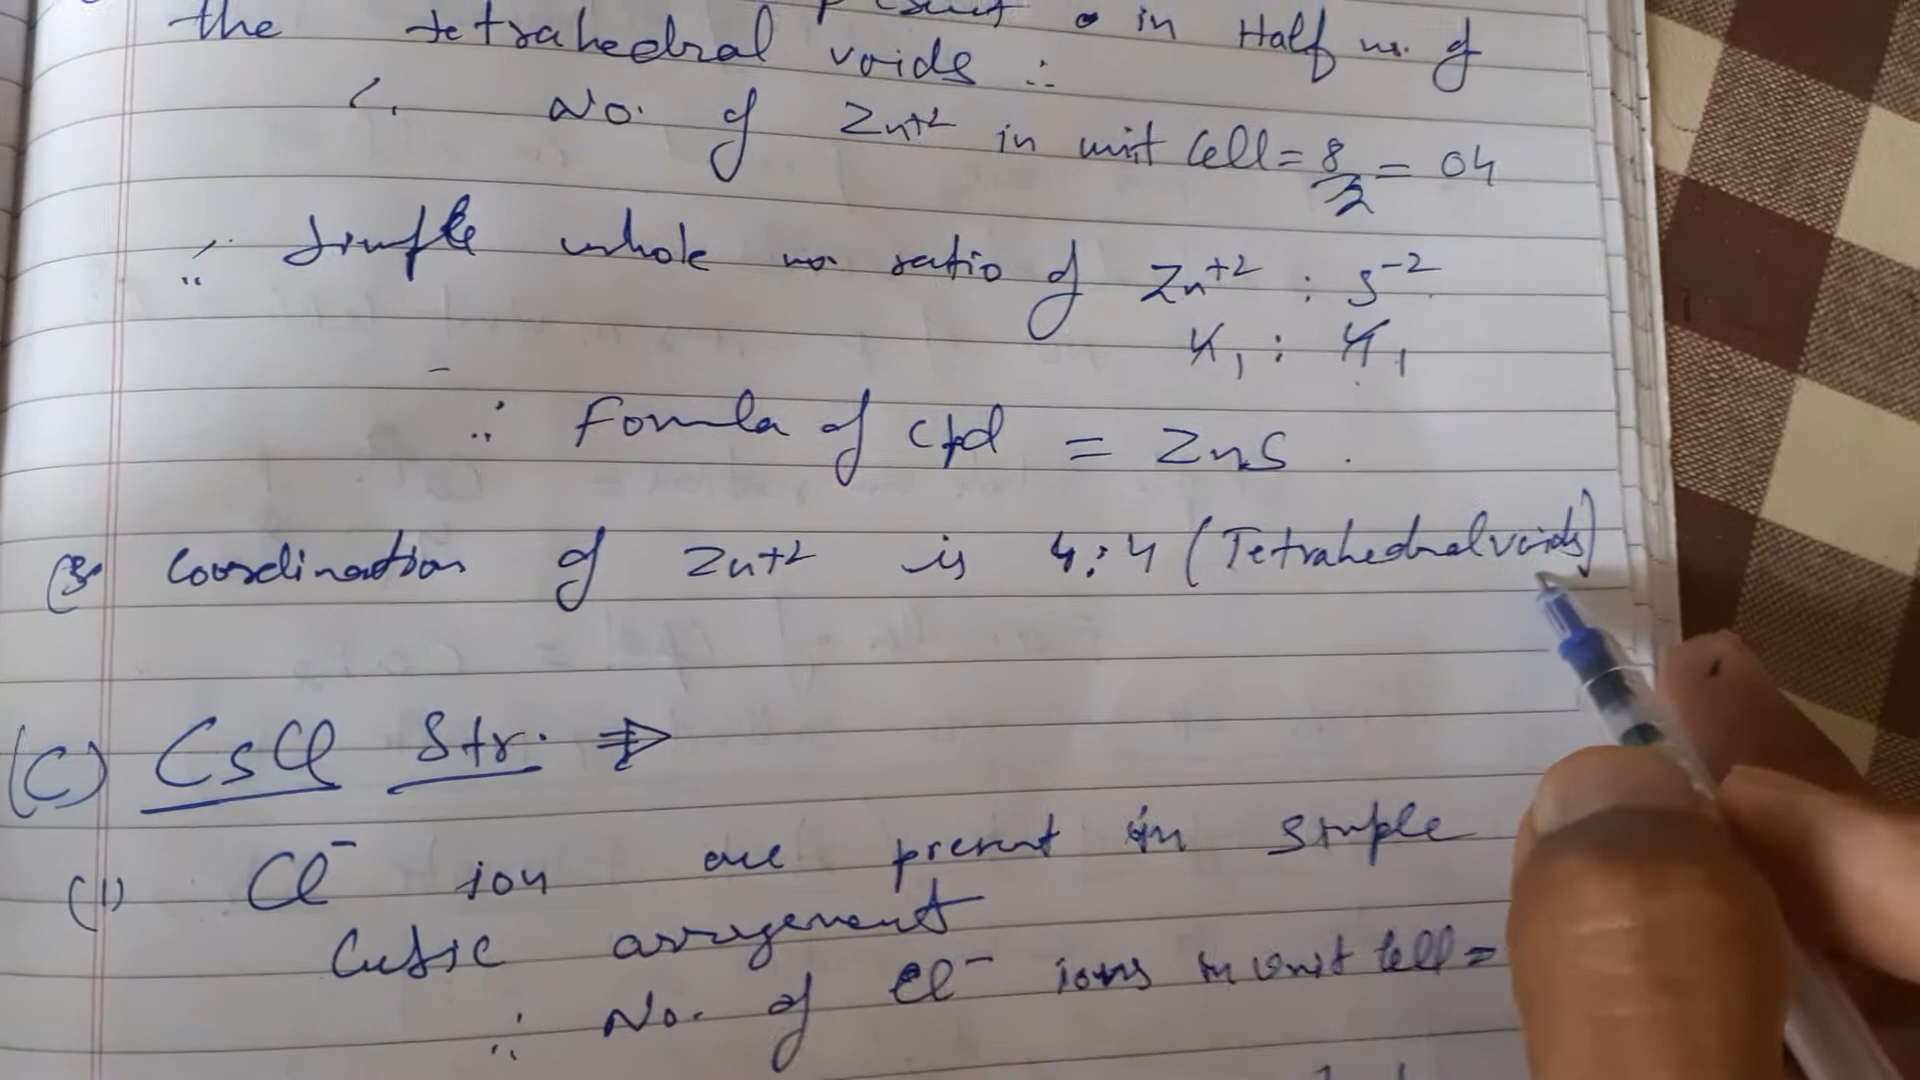 present in Half no. of
the tetrahedral voids ∴
No. of Zn+2 in unit Cell = 8/2 = 04
∴ Simple whole no. ratio of Zn+2 : S-2
4 1 : 4 1
∴ Formula of Cpd = ZnS.
(3 Coordination of Zn+2 is 4:4 (Tetrahedral voids)
(C) CsCl Str. ⇒
(1) Cl- ion are present in Simple
Cubic arrangement
∴ No. of Cl- ions in Unit Cell =